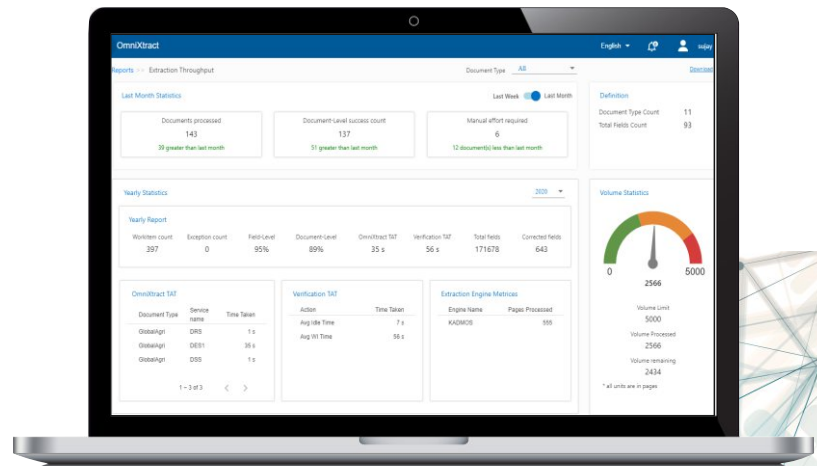 OmniXtract
English
sujay
Reports >> Extraction Throughput
Document Type
All
Download
Last Month Statistics
Last Week
Last Month
Documents processed
143
39 greater than last month
Document-Level success count
137
51 greater than last month
Manual effort required
6
12 document(s) less than last month
Definition
Document Type Count 11
Total Fields Count 93
Yearly Statistics
2020
Yearly Report
Workitem count Exception count Field-Level Document-Level OmniXtract TAT Verification TAT Total fields Corrected fields
397 0 95% 89% 35 s 56 s 171678 643
OmniXtract TAT
Document Type Service name Time Taken
GlobalAgri DRS 1 s
GlobalAgri DES1 35 s
GlobalAgri DSS 1 s
1 – 3 of 3 < >
Verification TAT
Action Time Taken
Avg Idle Time 7 s
Avg WI Time 56 s
Extraction Engine Metrices
Engine Name Pages Processed
KADMOS 555
Volume Statistics
0 5000
2566
Volume Limit
5000
Volume Processed
2566
Volume remaining
2434
* all units are in pages